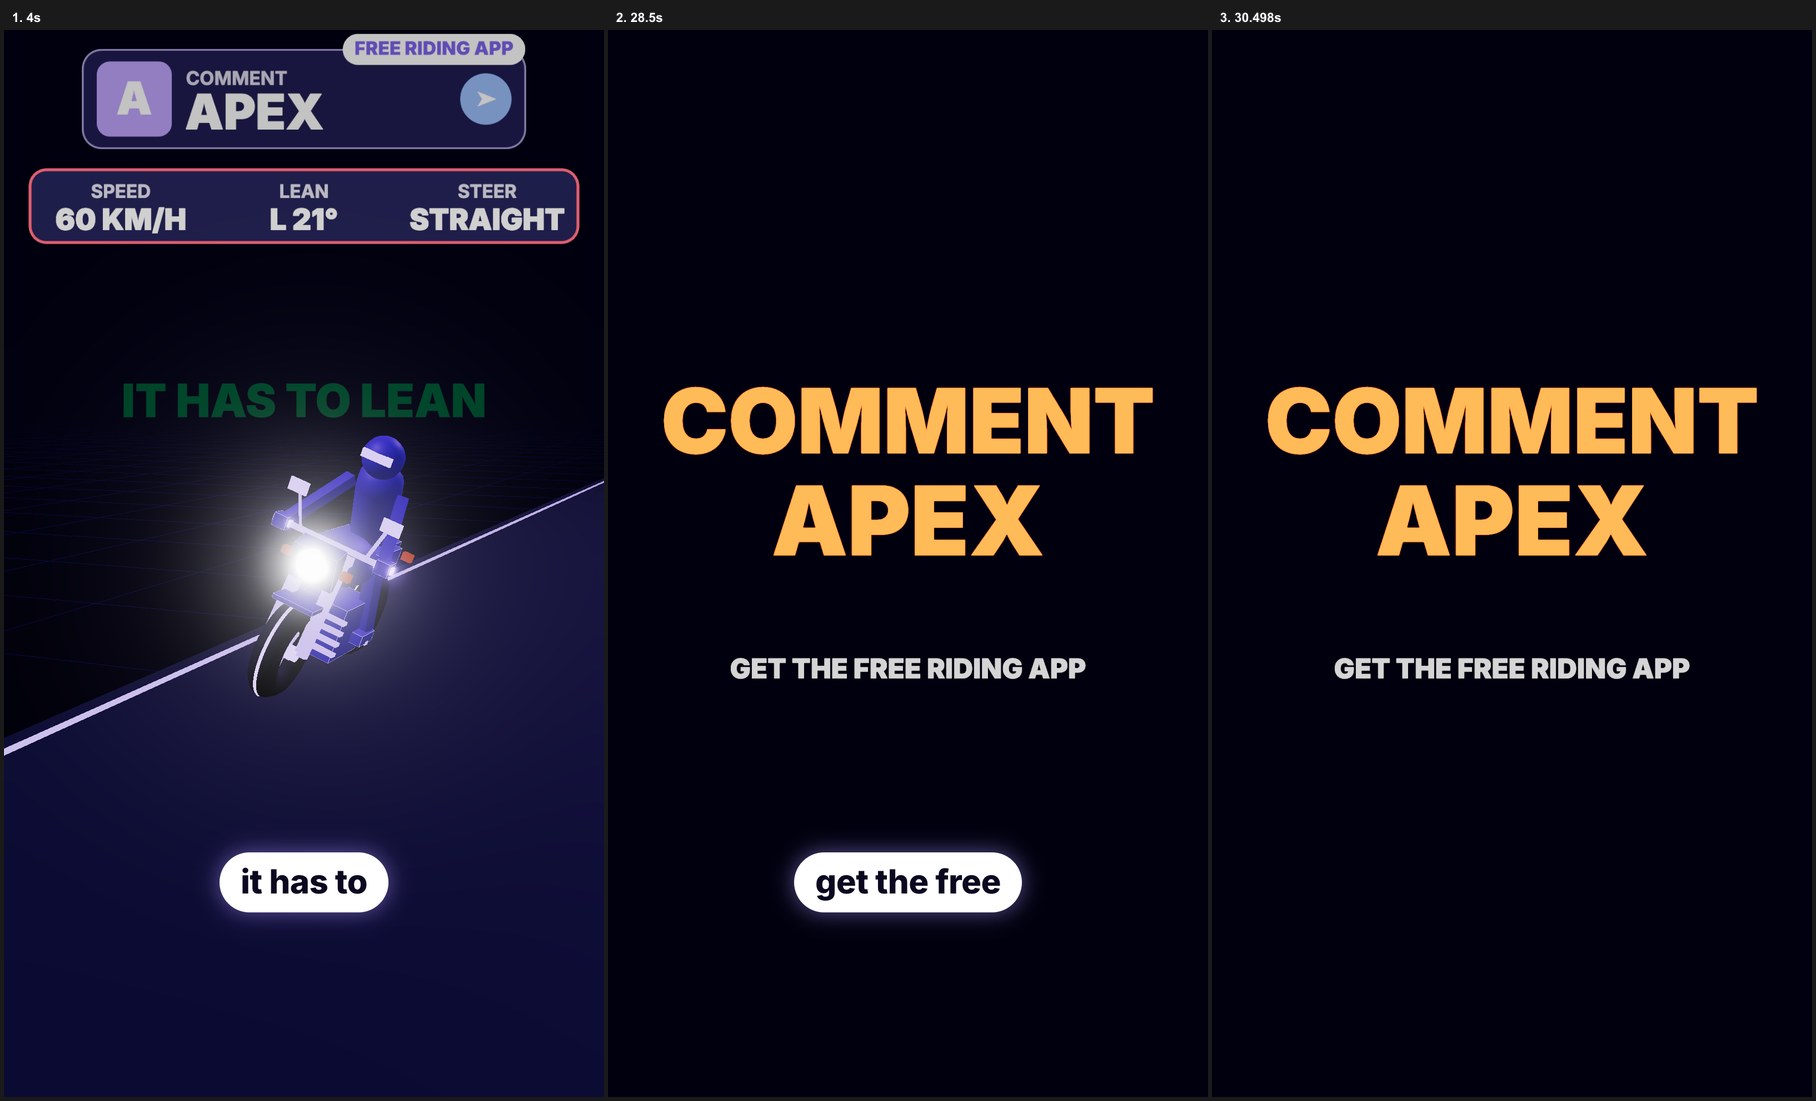 1. 4s
FREE RIDING APP
A
COMMENT
APEX
SPEED
60 KM/H
LEAN
L 21°
STEER
STRAIGHT
IT HAS TO LEAN
it has to
2. 28.5s
COMMENT
APEX
GET THE FREE RIDING APP
get the free
3. 30.498s
COMMENT
APEX
GET THE FREE RIDING APP